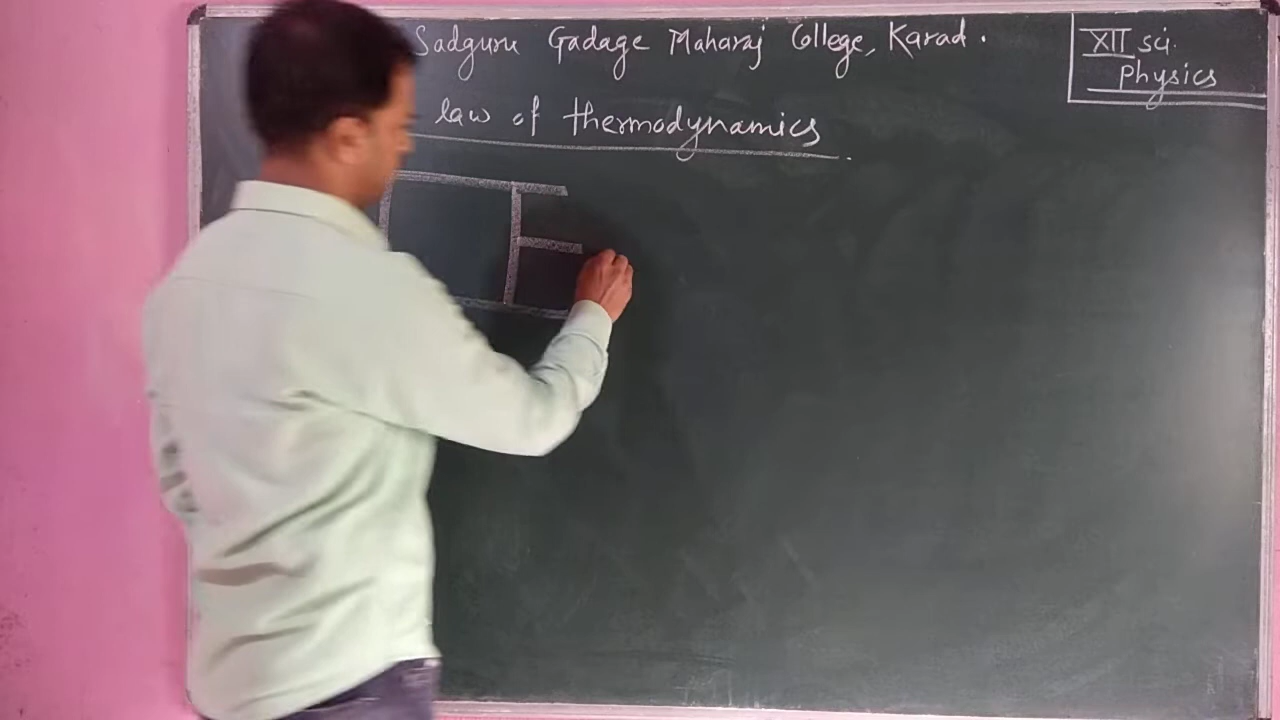 Sadguru Gadage Maharaj College, Karad.
XII sci.
Physics
law of thermodynamics.